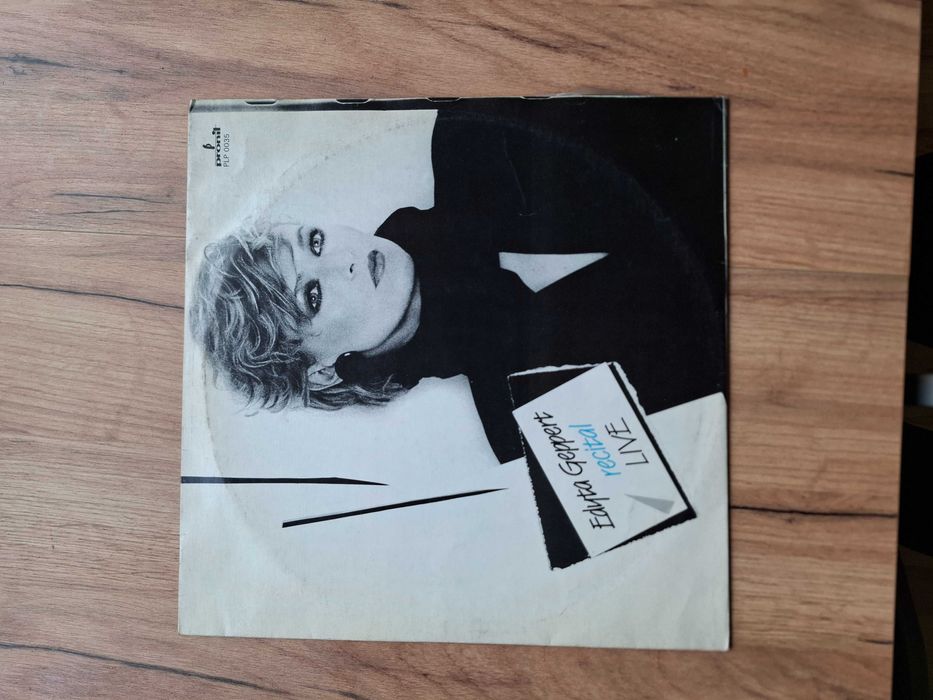 pronit
PLP 0035
Edyta Geppert
recital
LIVE